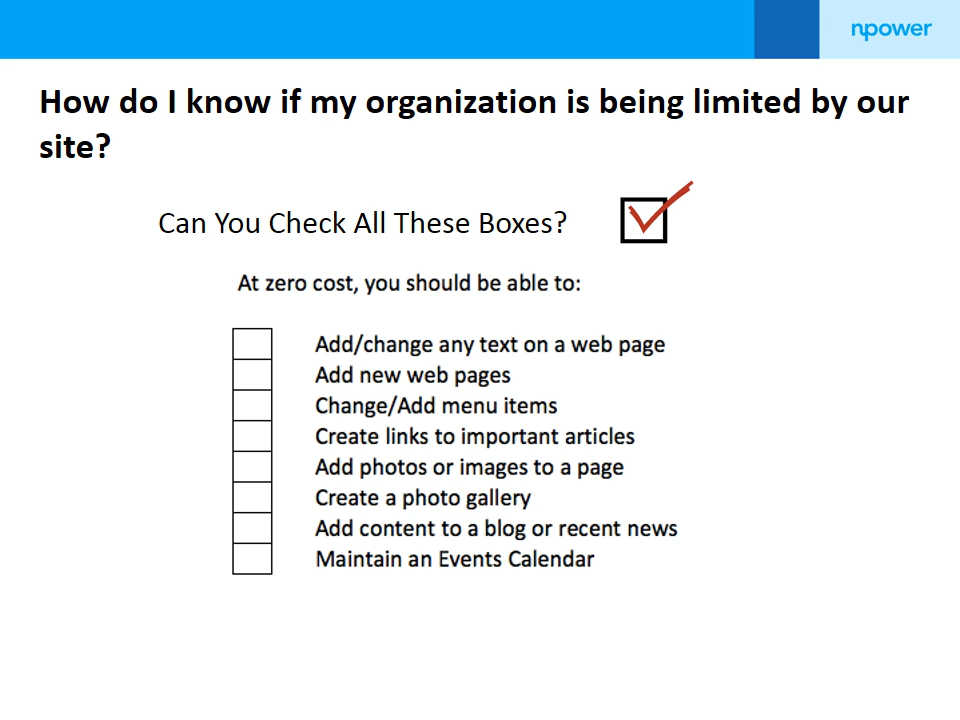 npower
How do I know if my organization is being limited by our
site?
Can You Check All These Boxes?
At zero cost, you should be able to:
Add/change any text on a web page
Add new web pages
Change/Add menu items
Create links to important articles
Add photos or images to a page
Create a photo gallery
Add content to a blog or recent news
Maintain an Events Calendar